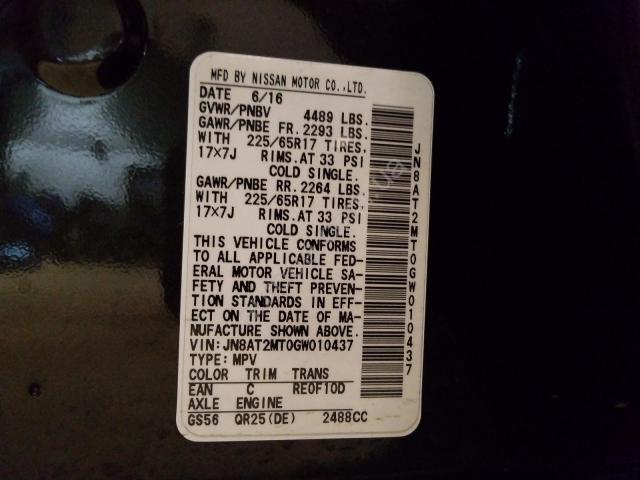 MFD BY NISSAN MOTOR CO.,LTD.
DATE 6/16
GVWR/PNBV 4489 LBS.
GAWR/PNBE FR. 2293 LBS.
WITH 225/65R17 TIRES,
17×7J RIMS.AT 33 PSI
COLD SINGLE.
GAWR/PNBE RR. 2264 LBS.
WITH 225/65R17 TIRES,
17×7J RIMS.AT 33 PSI
COLD SINGLE.
THIS VEHICLE CONFORMS
TO ALL APPLICABLE FED-
ERAL MOTOR VEHICLE SA-
FETY AND THEFT PREVEN-
TION STANDARDS IN EFF-
ECT ON THE DATE OF MA-
NUFACTURE SHOWN ABOVE.
VIN:JN8AT2MT0GW010437
TYPE:MPV
COLOR TRIM TRANS
EAN C RE0F10D
AXLE ENGINE
GS56 QR25(DE) 2488CC
JN8AT2MT0GW010437